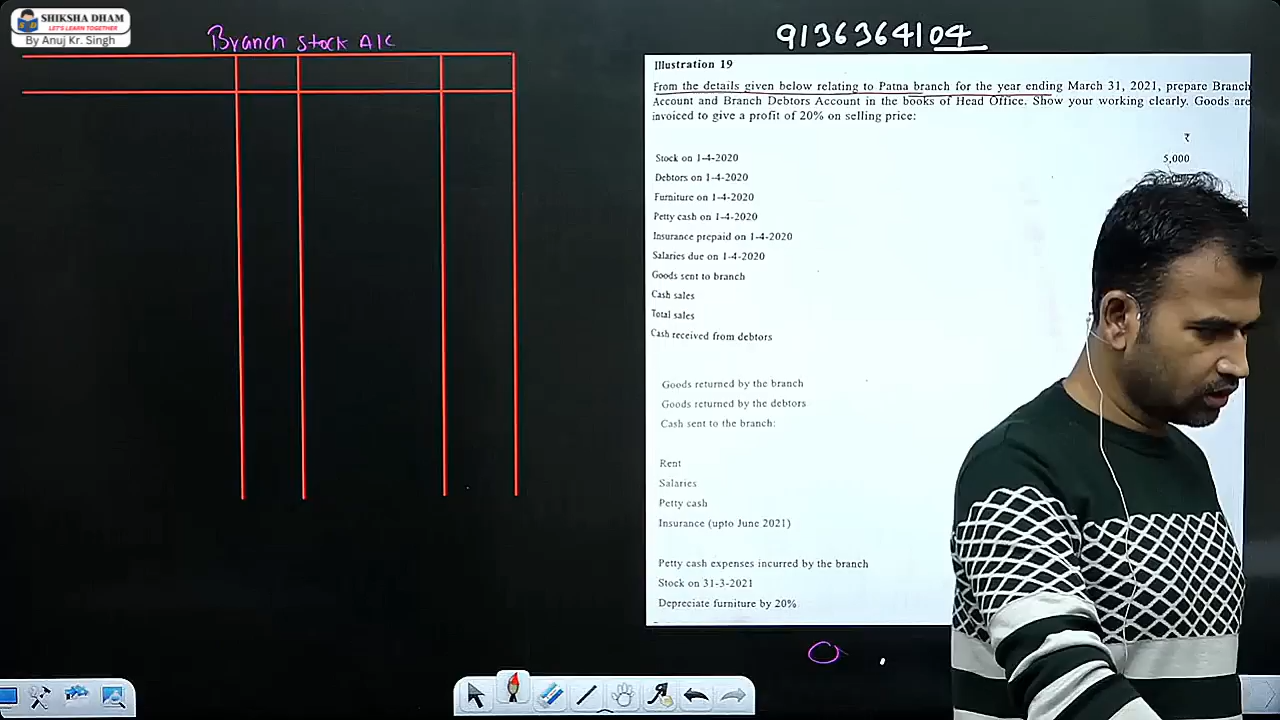 SHIKSHA DHAM
LET'S LEARN TOGETHER
By Anuj Kr. Singh
Branch stock A/C
9136364104
Illustration 19
From the details given below relating to Patna branch for the year ending March 31, 2021, prepare Branch
Account and Branch Debtors Account in the books of Head Office. Show your working clearly. Goods are
invoiced to give a profit of 20% on selling price:
₹
Stock on 1-4-2020 5,000
Debtors on 1-4-2020
Furniture on 1-4-2020
Petty cash on 1-4-2020
Insurance prepaid on 1-4-2020
Salaries due on 1-4-2020
Goods sent to branch
Cash sales
Total sales
Cash received from debtors
Goods returned by the branch
Goods returned by the debtors
Cash sent to the branch:
Rent
Salaries
Petty cash
Insurance (upto June 2021)
Petty cash expenses incurred by the branch
Stock on 31-3-2021
Depreciate furniture by 20%